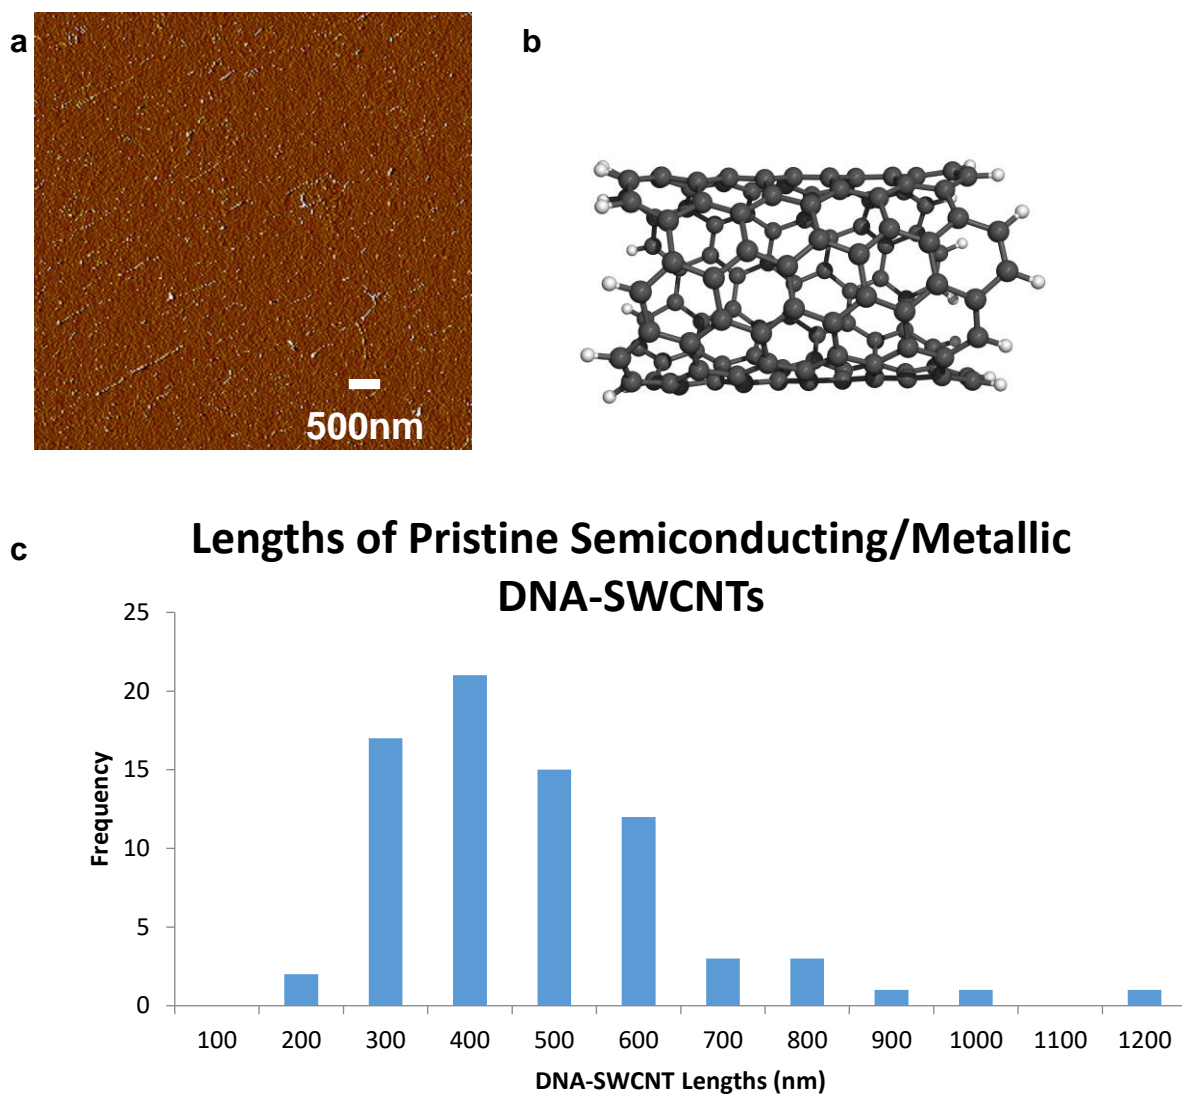 a
b
500nm
c
Lengths of Pristine Semiconducting/Metallic
DNA-SWCNTs
25
20
15
10
5
0
Frequency
100 200 300 400 500 600 700 800 900 1000 1100 1200
DNA-SWCNT Lengths (nm)